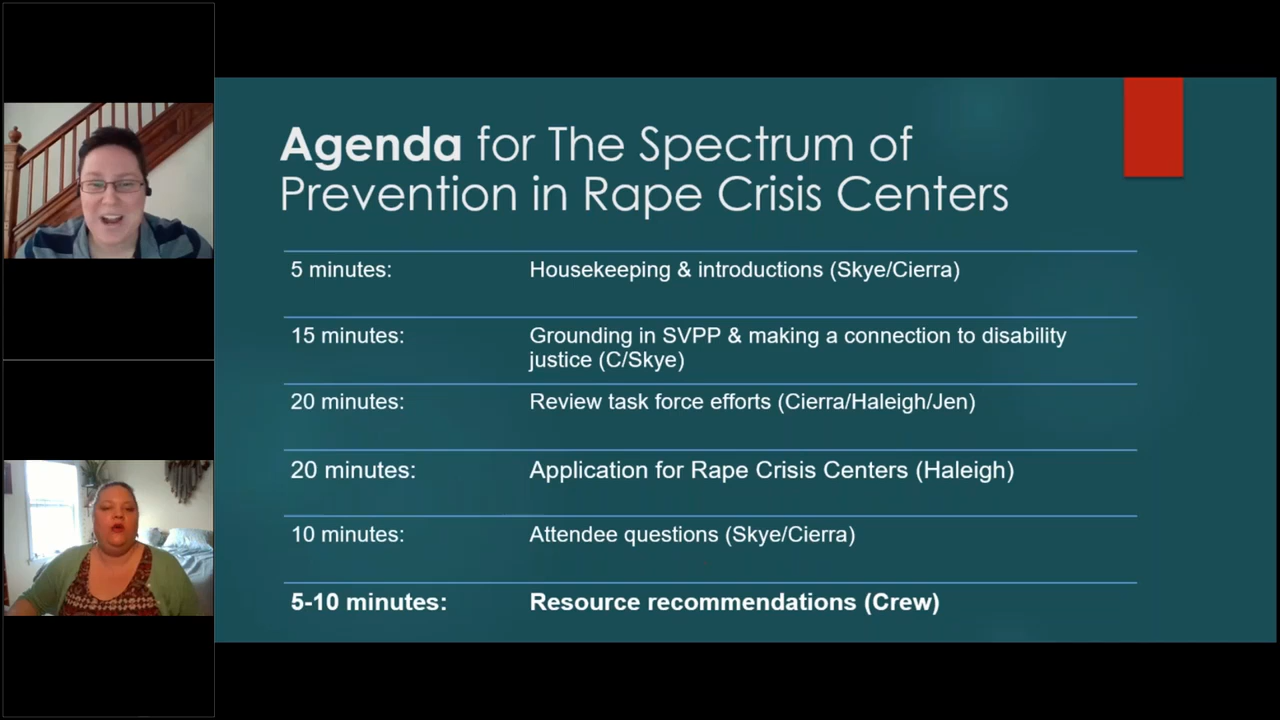 Agenda for The Spectrum of
Prevention in Rape Crisis Centers
5 minutes: Housekeeping & introductions (Skye/Cierra)
15 minutes: Grounding in SVPP & making a connection to disability
justice (C/Skye)
20 minutes: Review task force efforts (Cierra/Haleigh/Jen)
20 minutes: Application for Rape Crisis Centers (Haleigh)
10 minutes: Attendee questions (Skye/Cierra)
5-10 minutes: Resource recommendations (Crew)